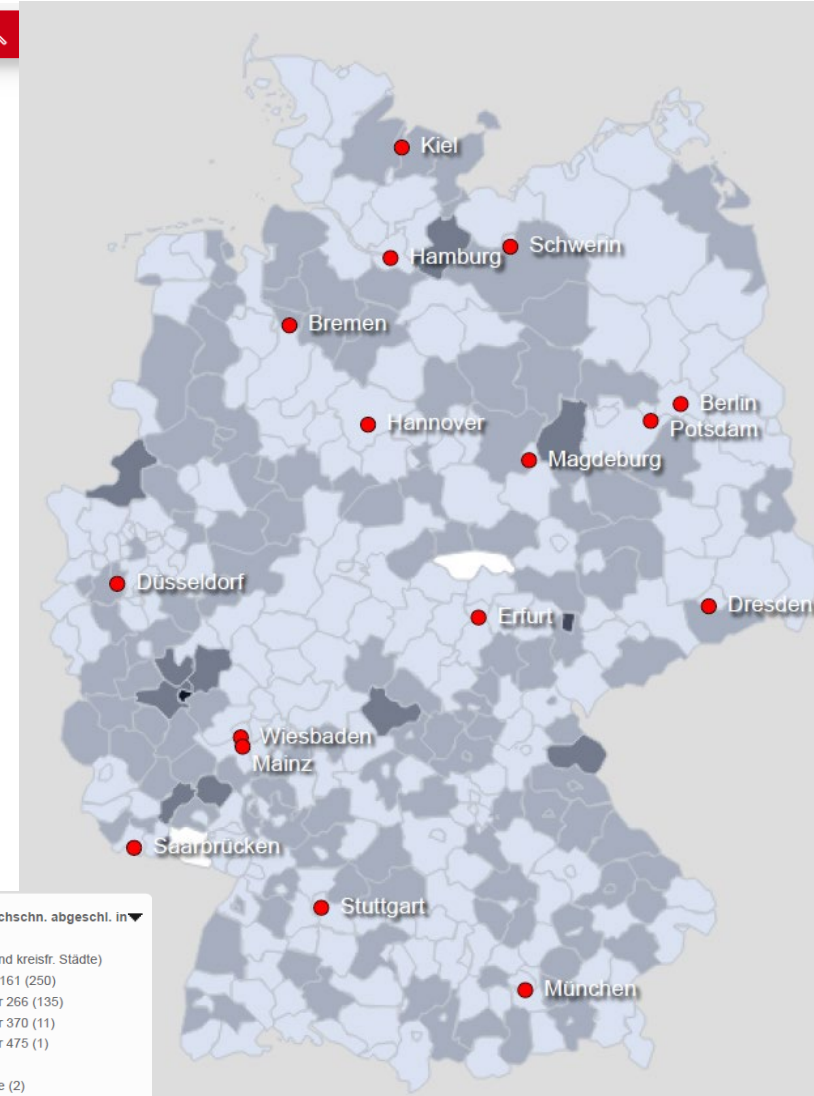 Kiel
Schwerin
Hamburg
Bremen
Berlin
Hannover
Potsdam
Magdeburg
Düsseldorf
Dresden
Erfurt
Wiesbaden
Mainz
Saarbrücken
Stuttgart
München
chschn. abgeschl. in
nd kreisfr. Städte)
161 (250)
r 266 (135)
r 370 (11)
r 475 (1)
e (2)